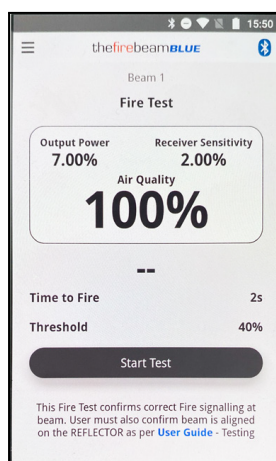 15:50
thefirebeamBLUE
Beam 1
Fire Test
Output Power Receiver Sensitivity
7.00% 2.00%
Air Quality
100%
--
Time to Fire 2s
Threshold 40%
Start Test
This Fire Test confirms correct Fire signalling at
beam. User must also confirm beam is aligned
on the REFLECTOR as per User Guide - Testing